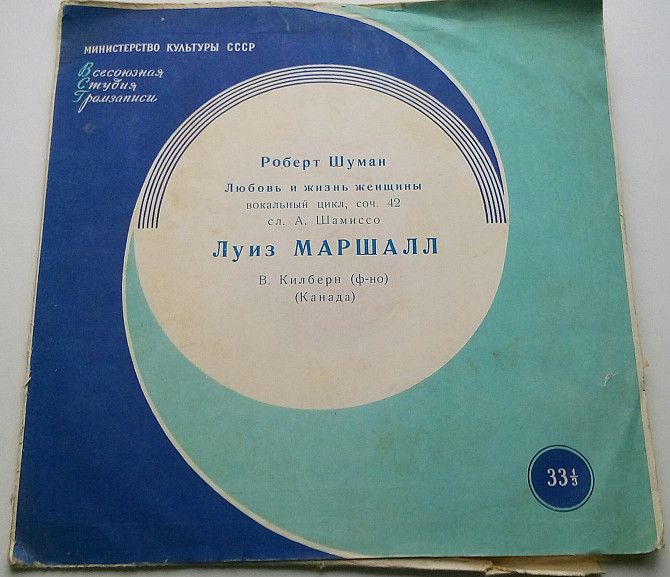 МИНИСТЕРСТВО КУЛЬТУРЫ СССР
Всесоюзная
Студия
Грамзаписи
Роберт Шуман
Любовь и жизнь женщины
вокальный цикл, соч. 42
сл. А. Шамиссо
Луиз МАРШАЛЛ
В. Килберн (ф-но)
(Канада)
33⅓